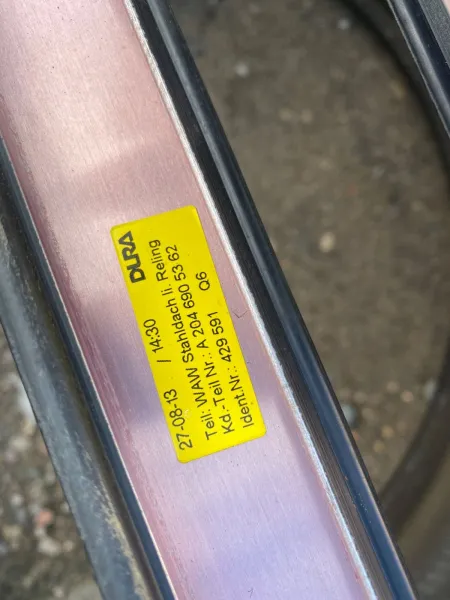 DURA
27-08-13 / 14:30
Teil: WAW Stahldach li. Reling
Kd.-Teil Nr.: A 204 690 53 62
Ident.Nr.: 429 591 Q6